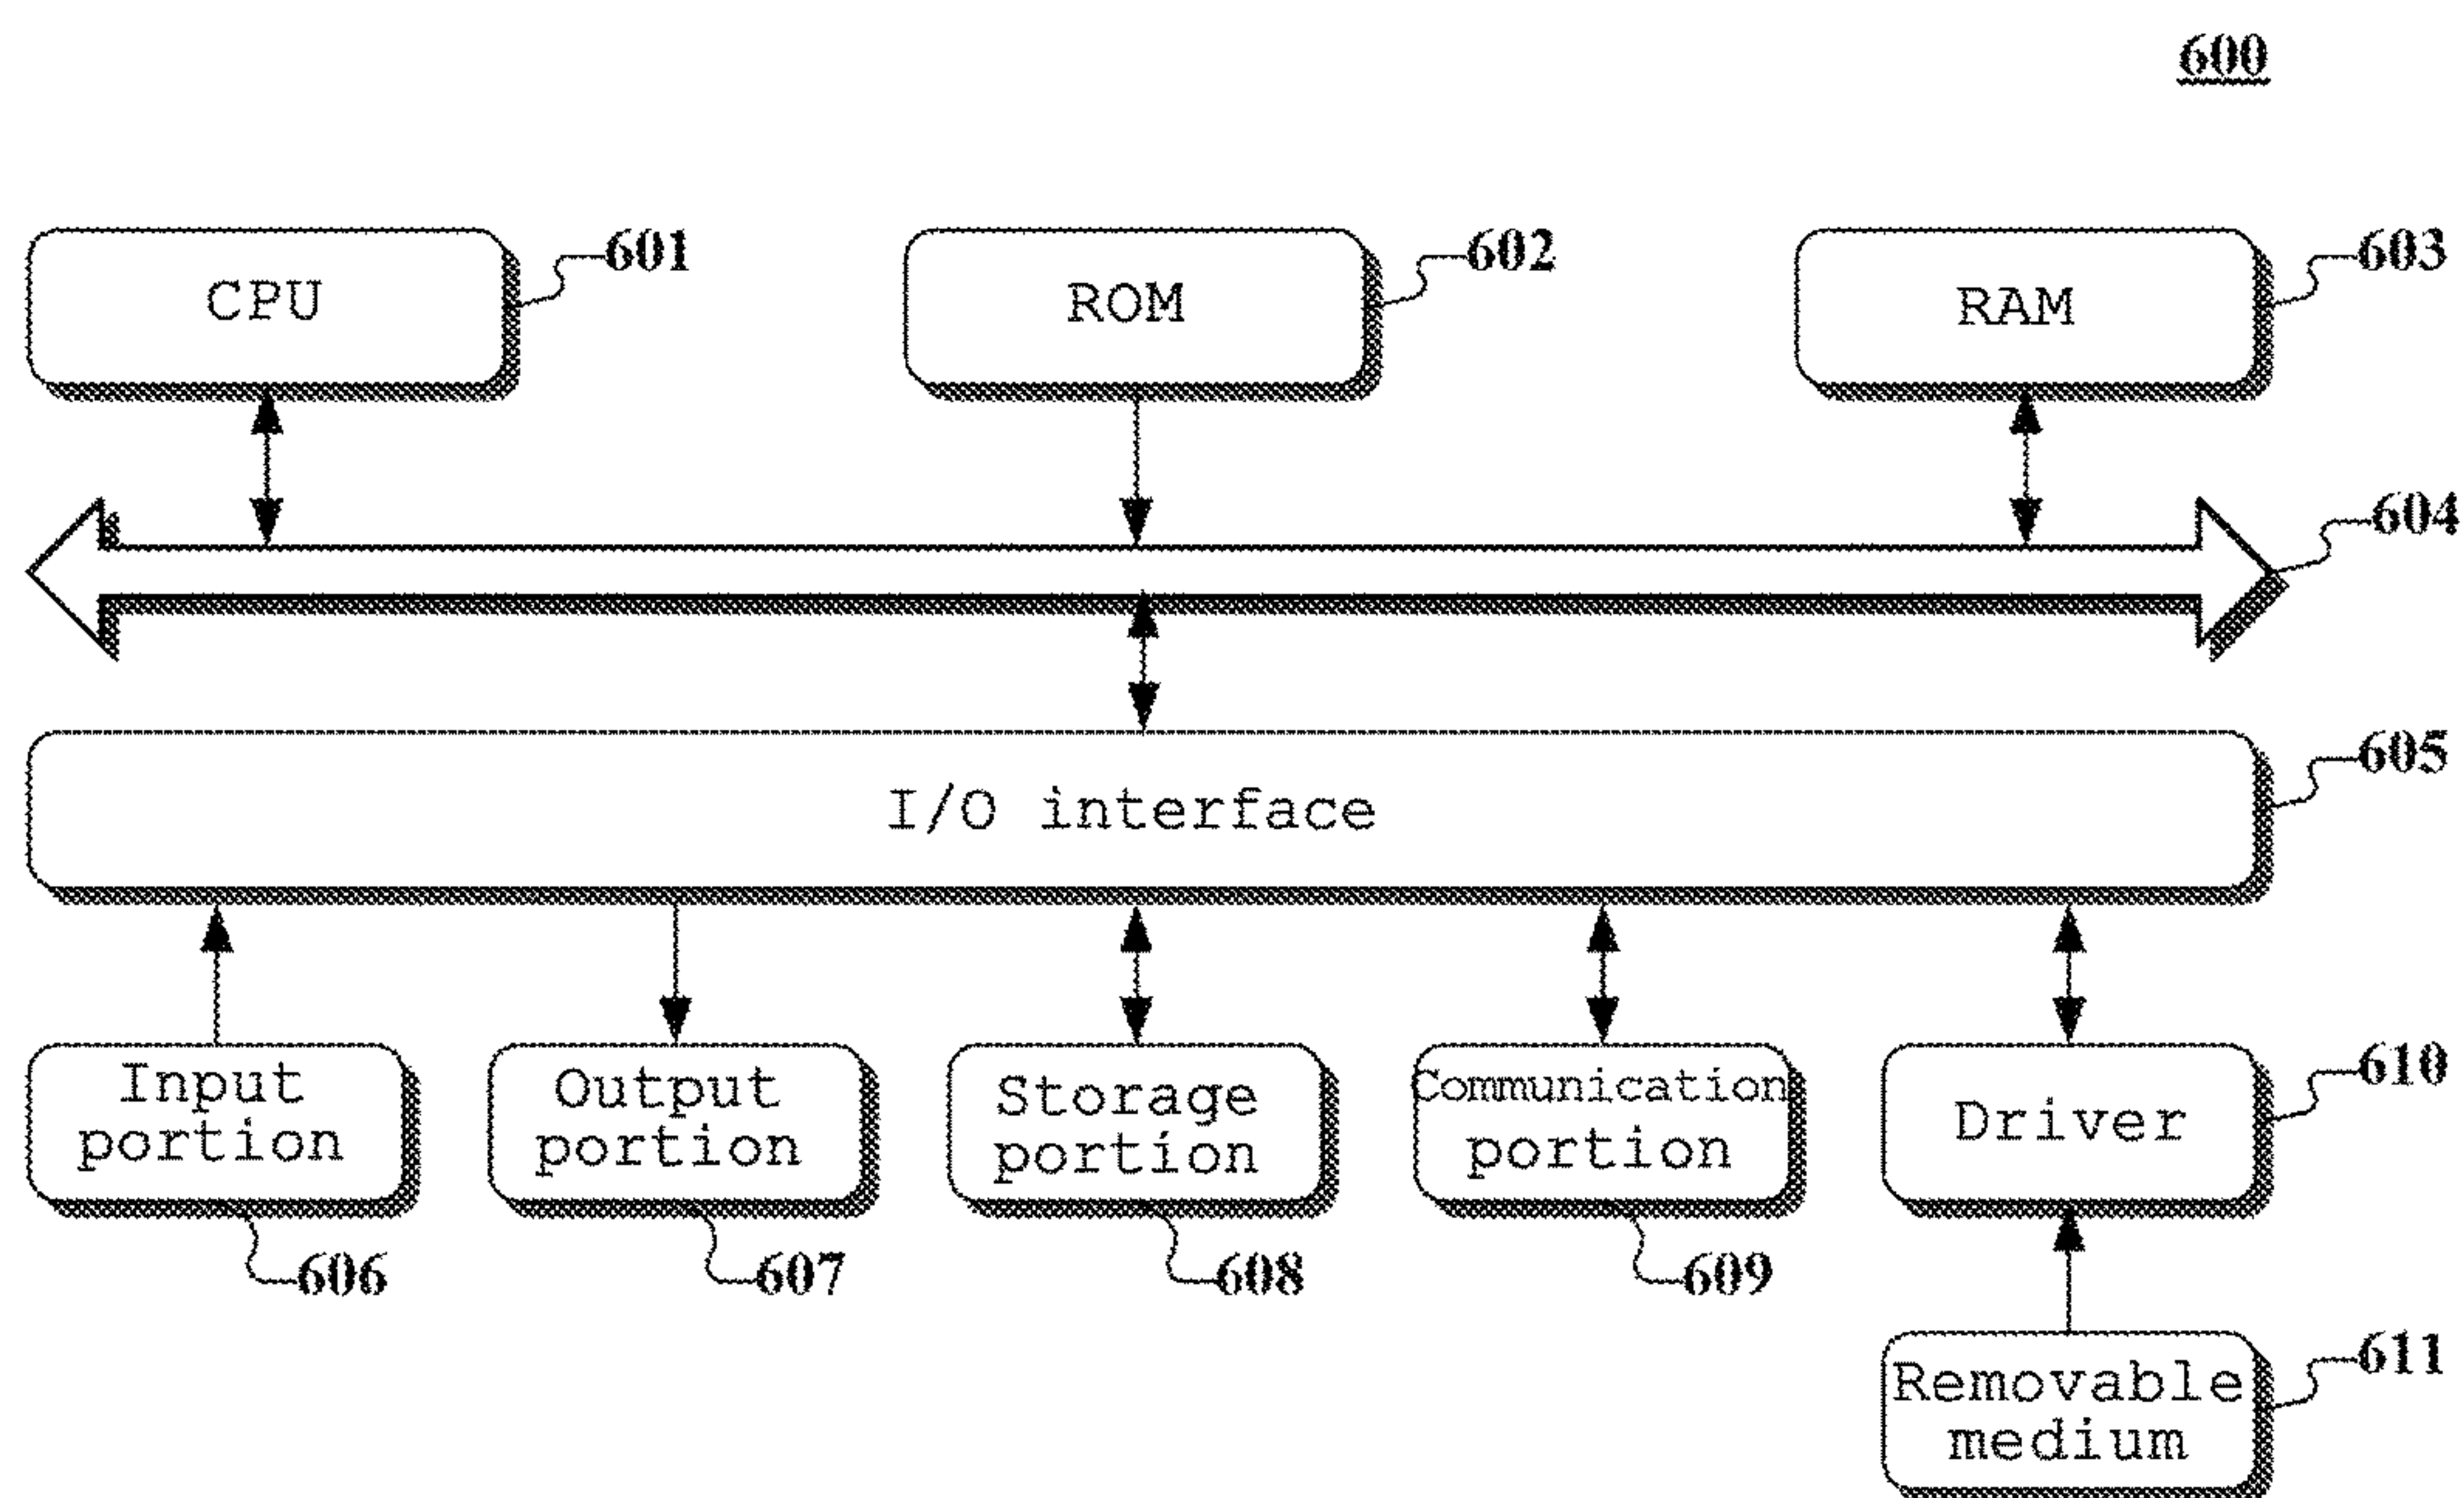 600
CPU
601
ROM
602
RAM
603
604
I/O interface
605
Input
portion
606
Output
portion
607
Storage
portion
608
Communication
portion
609
Driver
610
Removable
medium
611